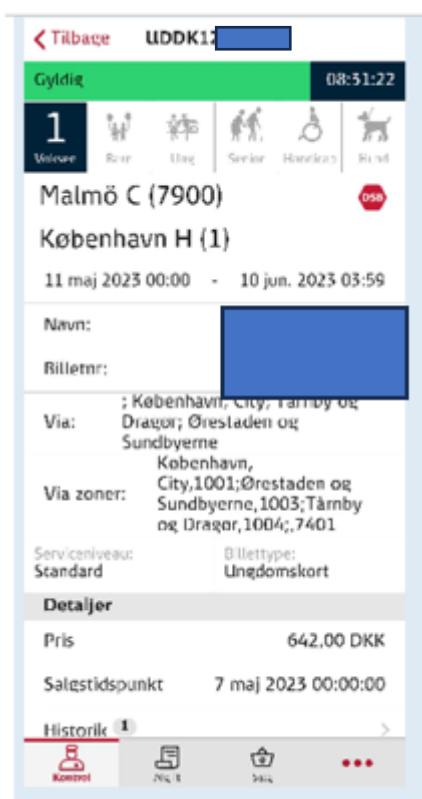 Tilbage UDDK12
Gyldig 08:31:22
1
Voksen Barn Ung Senior Handicap Hund
Malmö C (7900) DSB
København H (1)
11 maj 2023 00:00 - 10 jun. 2023 03:59
Navn:
Billetnr:
; København, City; Tårnby og
Via: Dragør; Ørestaden og
Sundbyerne
København,
City,1001;Ørestaden og
Via zoner: Sundbyerne,1003;Tårnby
og Dragør,1004;,7401
Serviceniveau: Billettype:
Standard Ungdomskort
Detaljer
Pris 642,00 DKK
Salgstidspunkt 7 maj 2023 00:00:00
Historik 1
Kontrol Salg